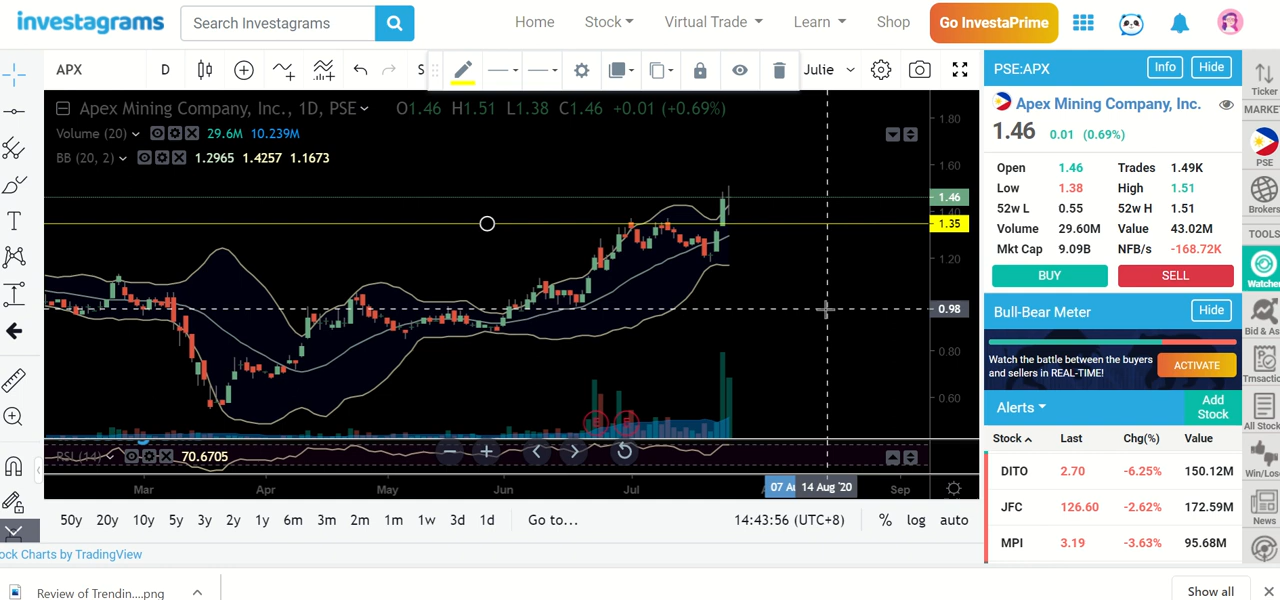 investagrams Search Investagrams Home Stock Virtual Trade Learn Shop Go InvestaPrime
APX D S Julie
Apex Mining Company, Inc., 1D, PSE O1.46 H1.51 L1.38 C1.46 +0.01 (+0.69%)
Volume (20) 29.6M 10.239M
BB (20, 2) 1.2965 1.4257 1.1673
1.80
1.60
1.46
1.40
1.35
1.20
0.98
0.80
0.60
E E
RSI (14) 70.6705
Mar Apr May Jun Jul 07 Au 14 Aug '20 Sep
50y 20y 10y 5y 3y 2y 1y 6m 3m 2m 1m 1w 3d 1d Go to... 14:43:56 (UTC+8) % log auto
ock Charts by TradingView
PSE:APX Info Hide
Apex Mining Company, Inc.
1.46 0.01 (0.69%)
Open 1.46 Trades 1.49K
Low 1.38 High 1.51
52w L 0.55 52w H 1.51
Volume 29.60M Value 43.02M
Mkt Cap 9.09B NFB/s -168.72K
BUY SELL
Bull-Bear Meter Hide
Watch the battle between the buyers
and sellers in REAL-TIME!
ACTIVATE
Alerts Add
Stock
Stock Last Chg(%) Value
DITO 2.70 -6.25% 150.12M
JFC 126.60 -2.62% 172.59M
MPI 3.19 -3.63% 95.68M
Ticker
MARKE
PSE
Brokers
TOOLS
Watche
Bid & As
Tmsactio
All Stock
Win/Lose
News
Review of Trendin....png Show all